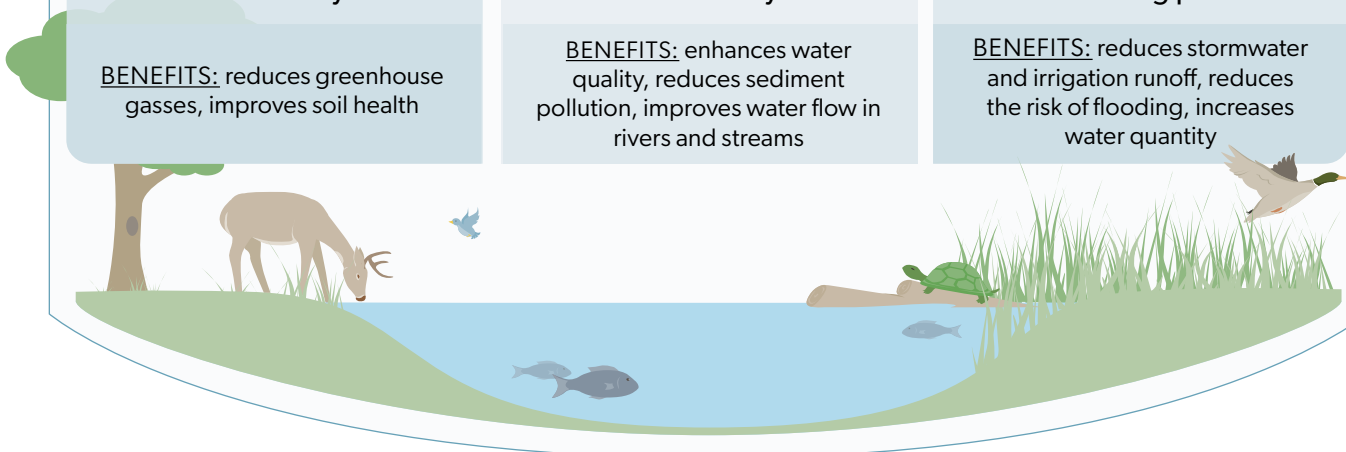 BENEFITS: reduces greenhouse
gasses, improves soil health
BENEFITS: enhances water
quality, reduces sediment
pollution, improves water flow in
rivers and streams
BENEFITS: reduces stormwater
and irrigation runoff, reduces
the risk of flooding, increases
water quantity